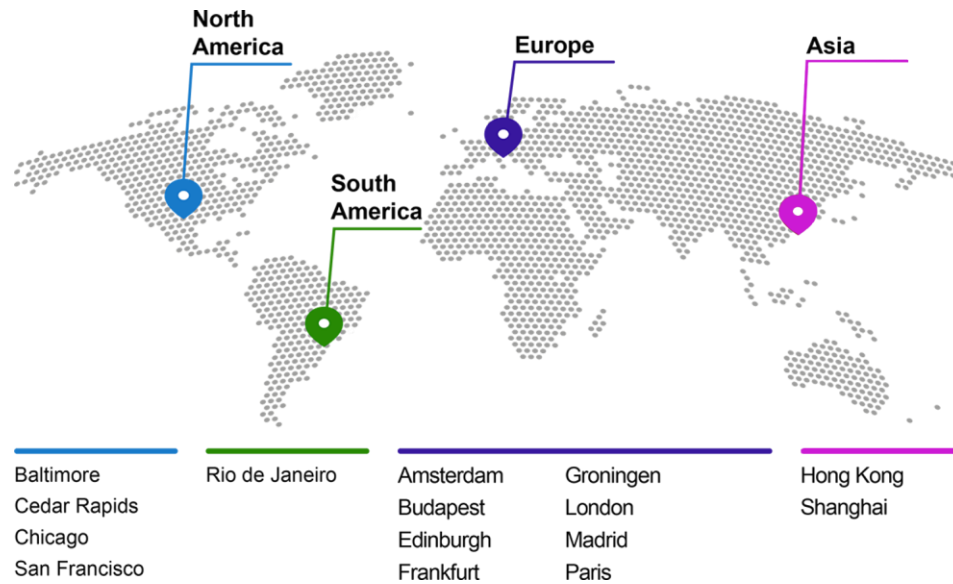 North
America
Europe
Asia
South
America
Baltimore
Cedar Rapids
Chicago
San Francisco
Rio de Janeiro
Amsterdam
Budapest
Edinburgh
Frankfurt
Groningen
London
Madrid
Paris
Hong Kong
Shanghai